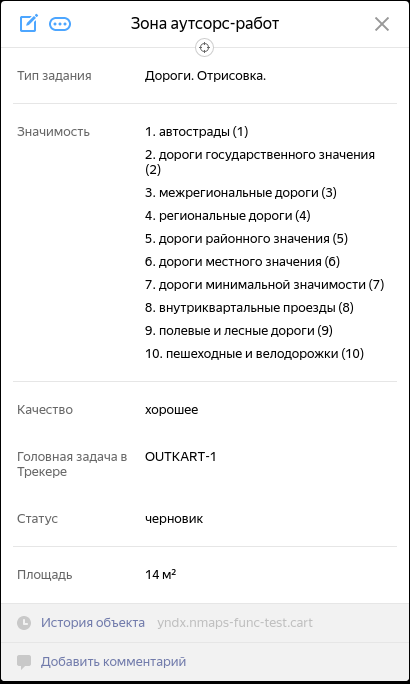 Зона аутсорс-работ
Тип задания
Дороги. Отрисовка.
Значимость
1. автострады (1)
2. дороги государственного значения
(2)
3. межрегиональные дороги (3)
4. региональные дороги (4)
5. дороги районного значения (5)
6. дороги местного значения (6)
7. дороги минимальной значимости (7)
8. внутриквартальные проезды (8)
9. полевые и лесные дороги (9)
10. пешеходные и велодорожки (10)
Качество
хорошее
Головная задача в
Трекере
OUTKART-1
Статус
черновик
Площадь
14 м²
История объекта
yndx.nmaps-func-test.cart
Добавить комментарий